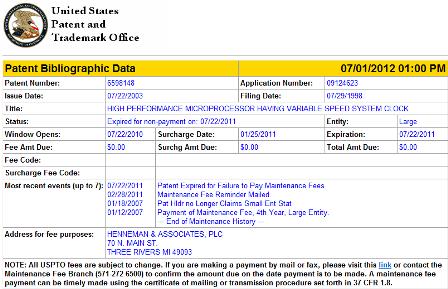 United States
Patent and
Trademark Office
Patent Bibliographic Data 07/01/2012 01:00 PM
Patent Number: 6598148 Application Number: 09124623
Issue Date: 07/22/2003 Filing Date: 07/29/1998
Title: HIGH PERFORMANCE MICROPROCESSOR HAVING VARIABLE SPEED SYSTEM CLOCK
Status: Expired for non-payment on: 07/22/2011 Entity: Large
Window Opens: 07/22/2010 Surcharge Date: 01/25/2011 Expiration: 07/22/2011
Fee Amt Due: $0.00 Surchg Amt Due: $0.00 Total Amt Due: $0.00
Fee Code:
Surcharge Fee Code:
Most recent events (up to 7): 07/22/2011 Patent Expired for Failure to Pay Maintenance Fees
02/28/2011 Maintenance Fee Reminder Mailed
01/18/2007 Pat Hldr no Longer Claims Small Ent Stat
01/12/2007 Payment of Maintenance Fee, 4th Year, Large Entity.
--- End of Maintenance History ---
Address for fee purposes: HENNEMAN & ASSOCIATES, PLC
70 N. MAIN ST.
THREE RIVERS MI 49093
NOTE: All USPTO fees are subject to change. If you are making a payment by mail or fax, please visit this link or contact the
Maintenance Fee Branch (571 272 6500) to confirm the amount due on the date payment is to be made. A maintenance fee
payment can be timely made using the certificate of mailing or transmission procedure set forth in 37 CFR 1.8.